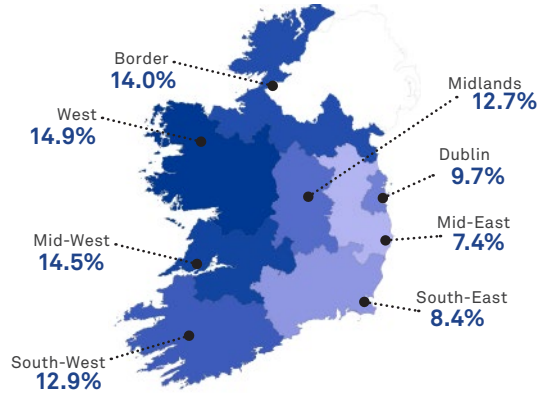 Border
14.0%
West
14.9%
Mid-West
14.5%
South-West
12.9%
Midlands
12.7%
Dublin
9.7%
Mid-East
7.4%
South-East
8.4%